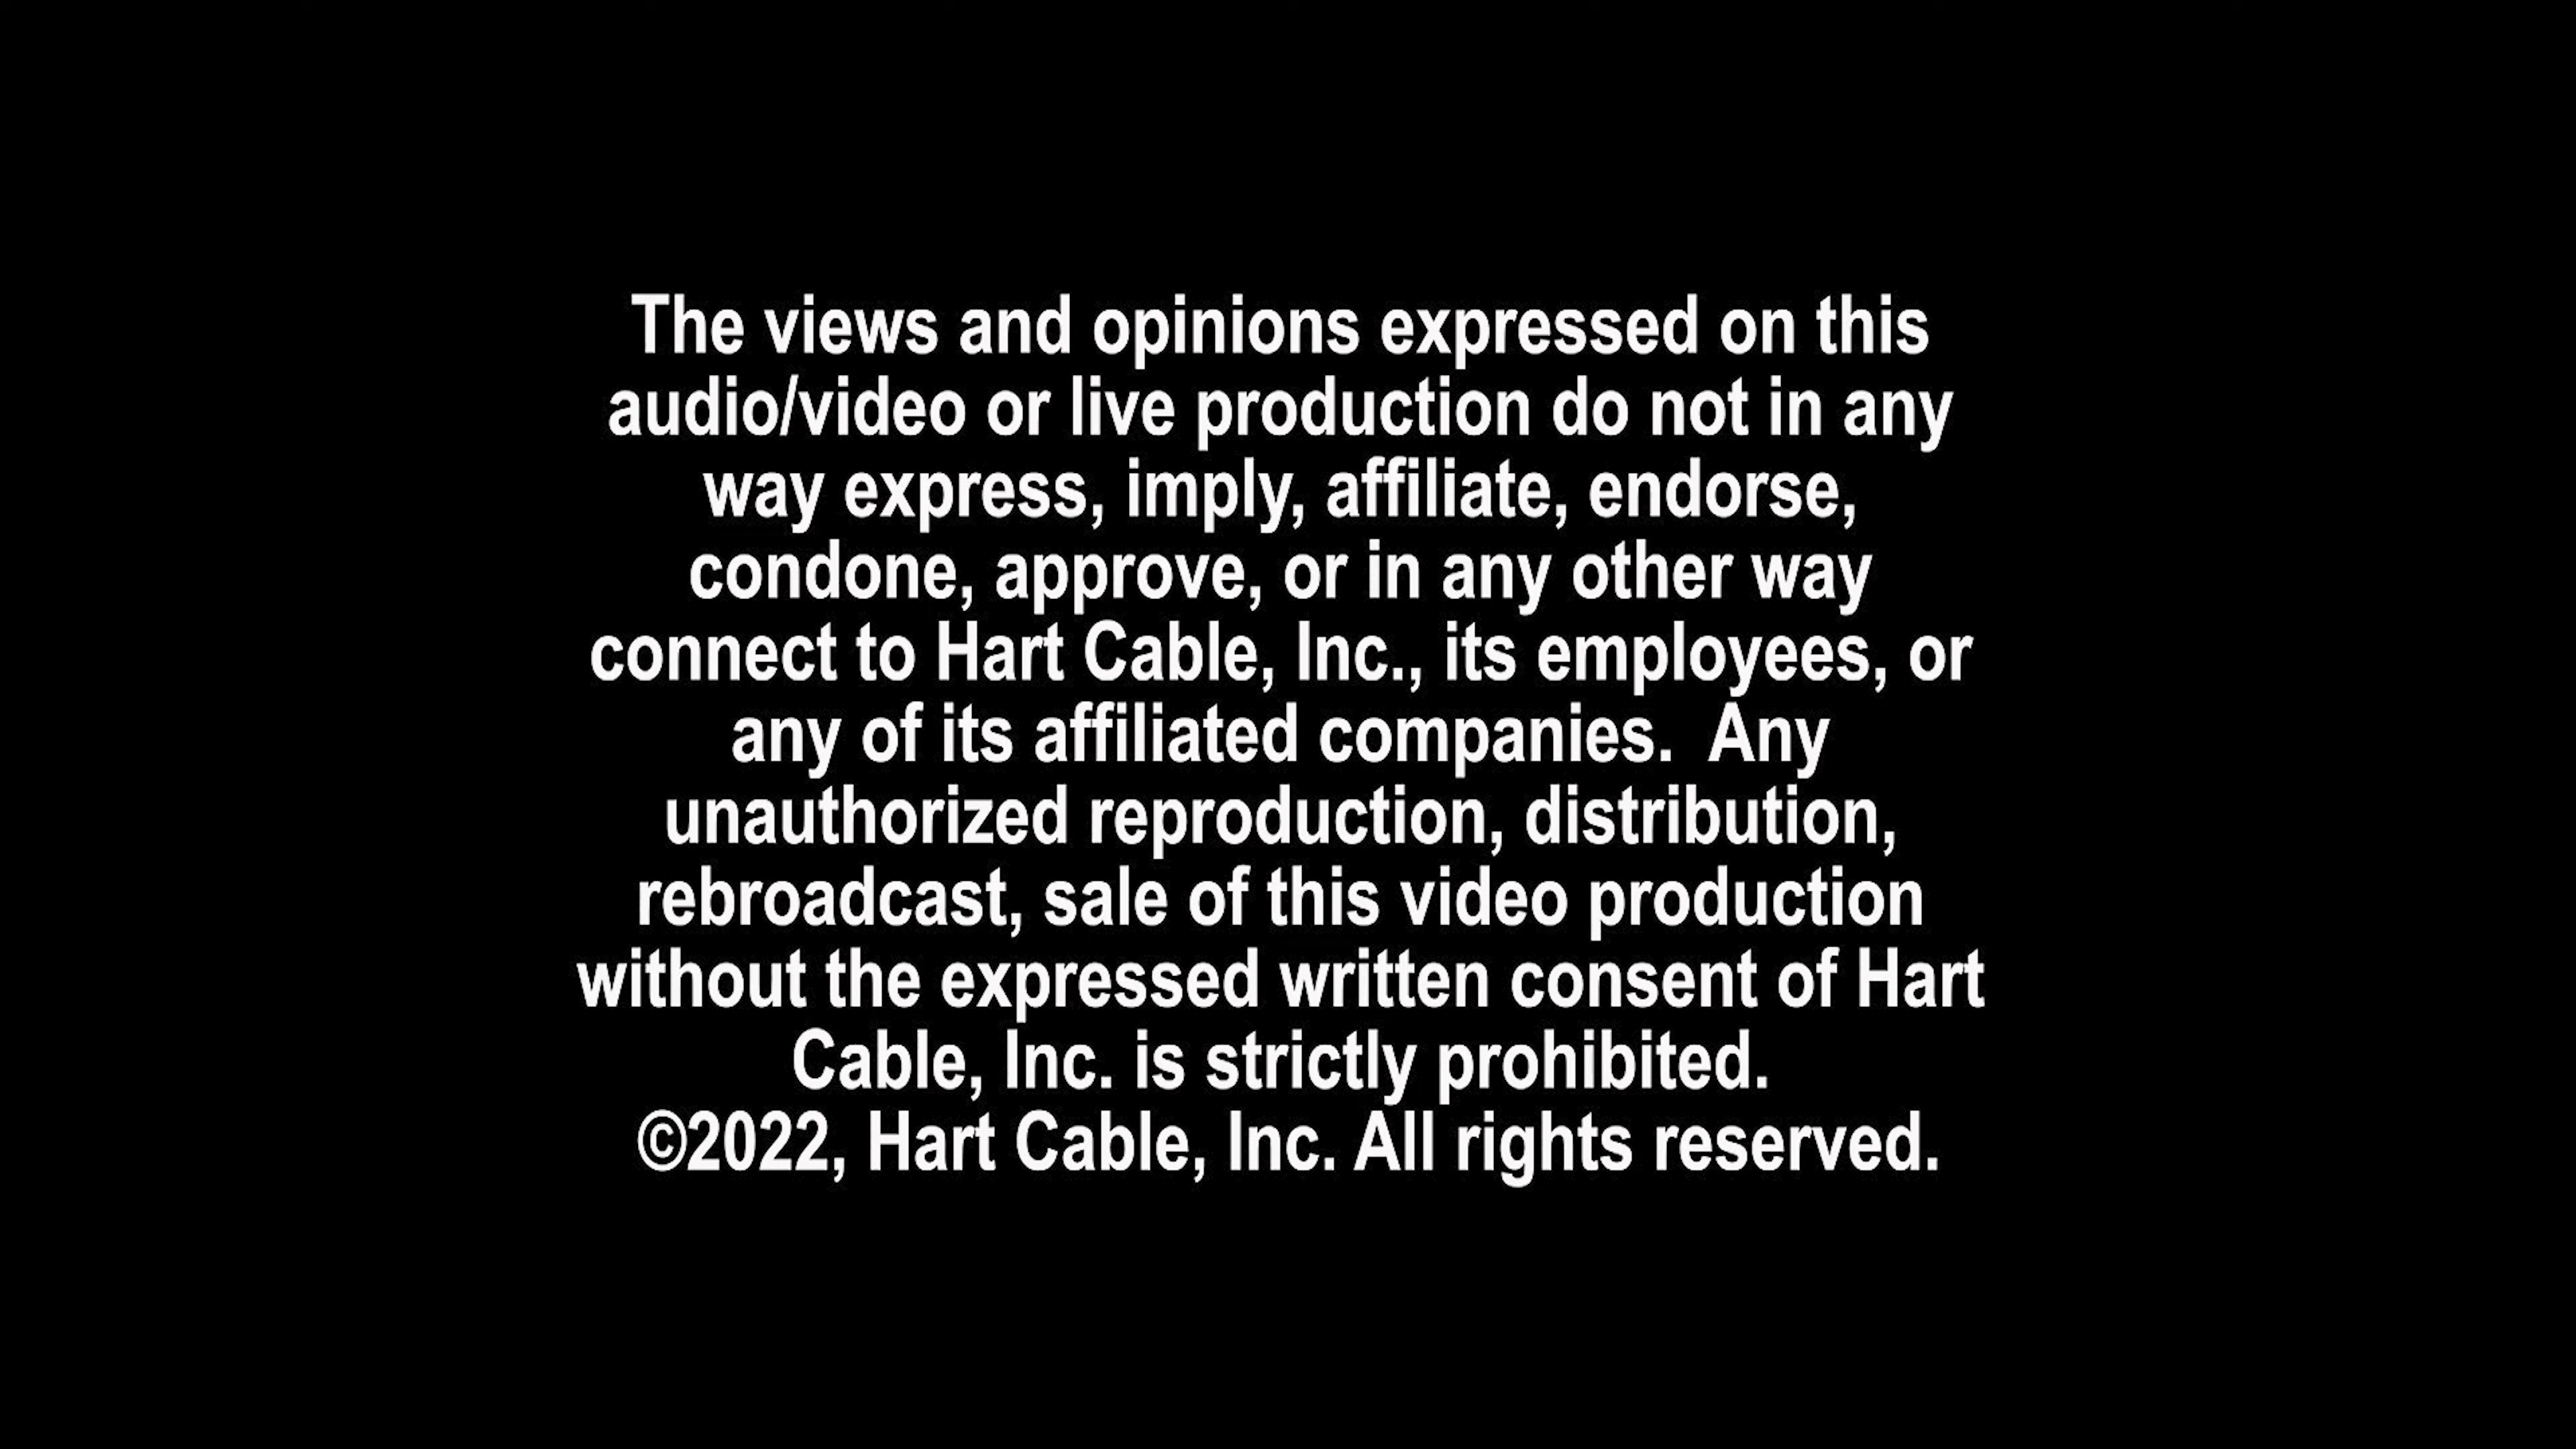 The views and opinions expressed on this
audio/video or live production do not in any
way express, imply, affiliate, endorse,
condone, approve, or in any other way
connect to Hart Cable, Inc., its employees, or
any of its affiliated companies.  Any
unauthorized reproduction, distribution,
rebroadcast, sale of this video production
without the expressed written consent of Hart
Cable, Inc. is strictly prohibited.
©2022, Hart Cable, Inc. All rights reserved.